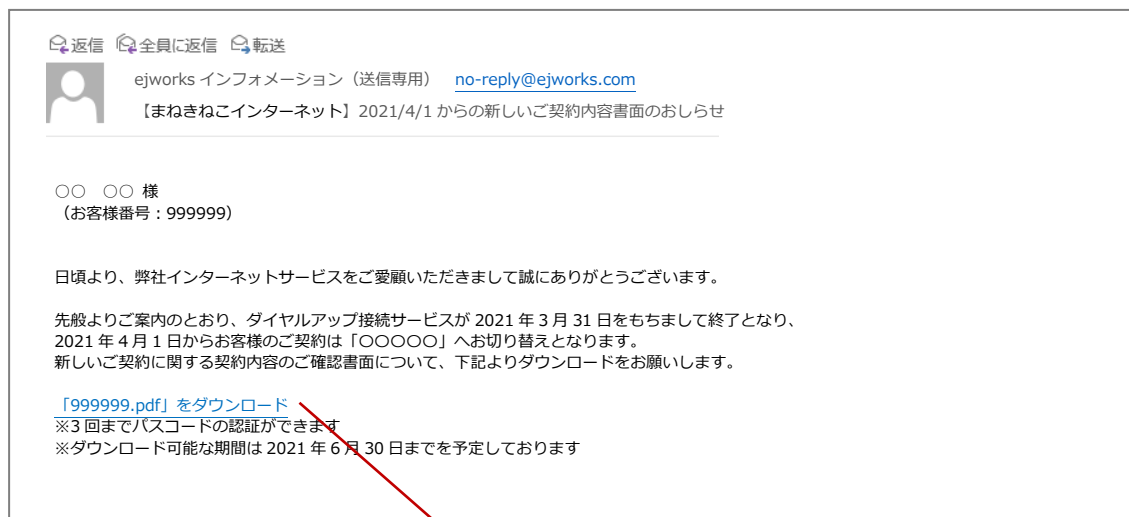 返信 全員に返信 転送
ejworks インフォメーション（送信専用） no-reply@ejworks.com
【まねきねこインターネット】2021/4/1 からの新しいご契約内容書面のおしらせ
○○　○○ 様
（お客様番号：999999）
日頃より、弊社インターネットサービスをご愛顧いただきまして誠にありがとうございます。
先般よりご案内のとおり、ダイヤルアップ接続サービスが 2021 年 3 月 31 日をもちまして終了となり、
2021 年 4 月 1 日からお客様のご契約は「〇〇〇〇〇」へお切り替えとなります。
新しいご契約に関する契約内容のご確認書面について、下記よりダウンロードをお願いします。
「999999.pdf」をダウンロード
※3 回までパスコードの認証ができます
※ダウンロード可能な期間は 2021 年 6 月 30 日までを予定しております